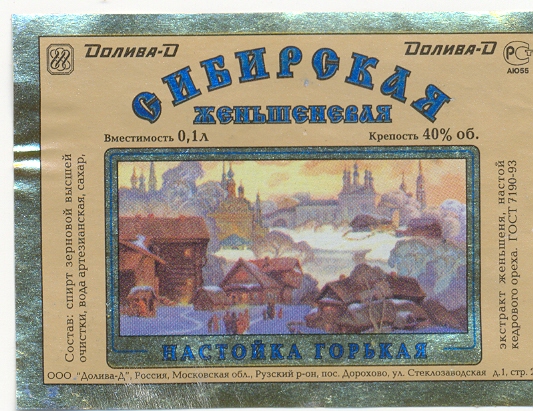 Долива-D
Долива-D
РСТ
АЮ55
СИБИРСКАЯ
ЖЕНЬШЕНЕВАЯ
Вместимость 0,1л
Крепость 40% об.
Состав: спирт зерновой высшей
очистки, вода артезианская, сахар,
экстракт женьшеня, настой
кедрового ореха. ГОСТ 7190-93
НАСТОЙКА ГОРЬКАЯ
ООО "Долива-Д", Россия, Московская обл., Рузский р-он, пос. Дорохово, ул. Стеклозаводская д.1, стр. 2